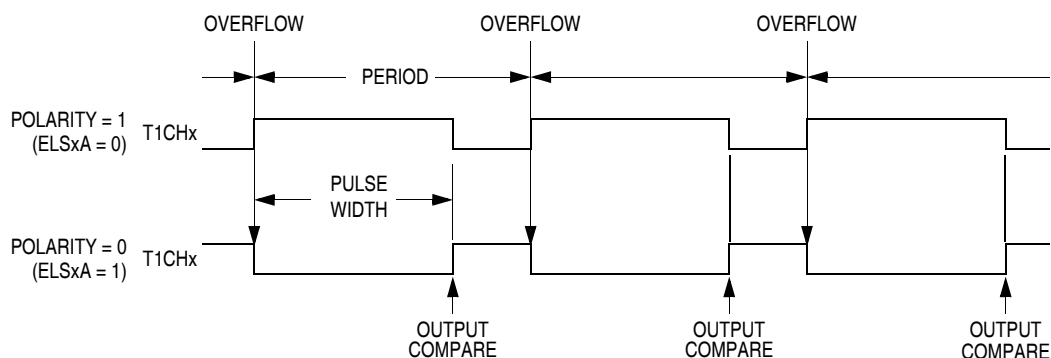 OVERFLOW OVERFLOW OVERFLOW
PERIOD
POLARITY = 1
(ELSxA = 0)
T1CHx
PULSE
WIDTH
POLARITY = 0
(ELSxA = 1)
T1CHx
OUTPUT
COMPARE
OUTPUT
COMPARE
OUTPUT
COMPARE